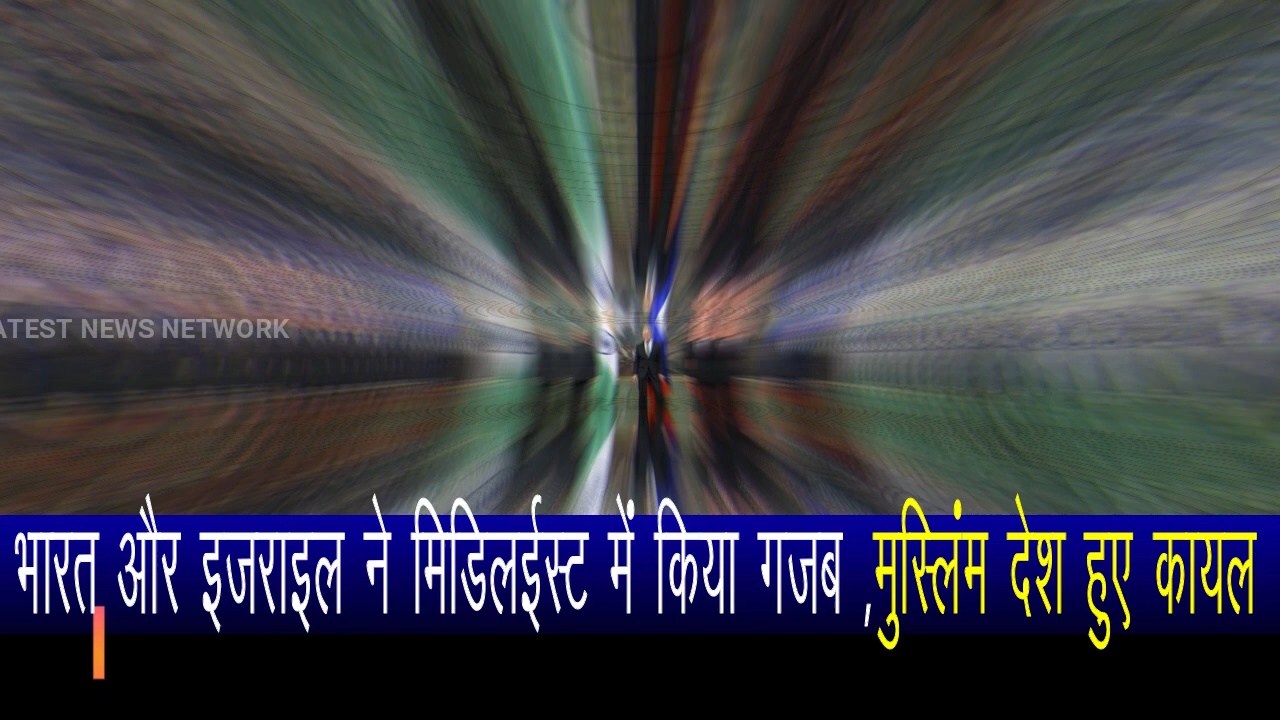 ATEST NEWS NETWORK
भारत और इजराइल ने मिडिलईस्ट में किया गजब ,मुस्लिंम देश हुए कायल